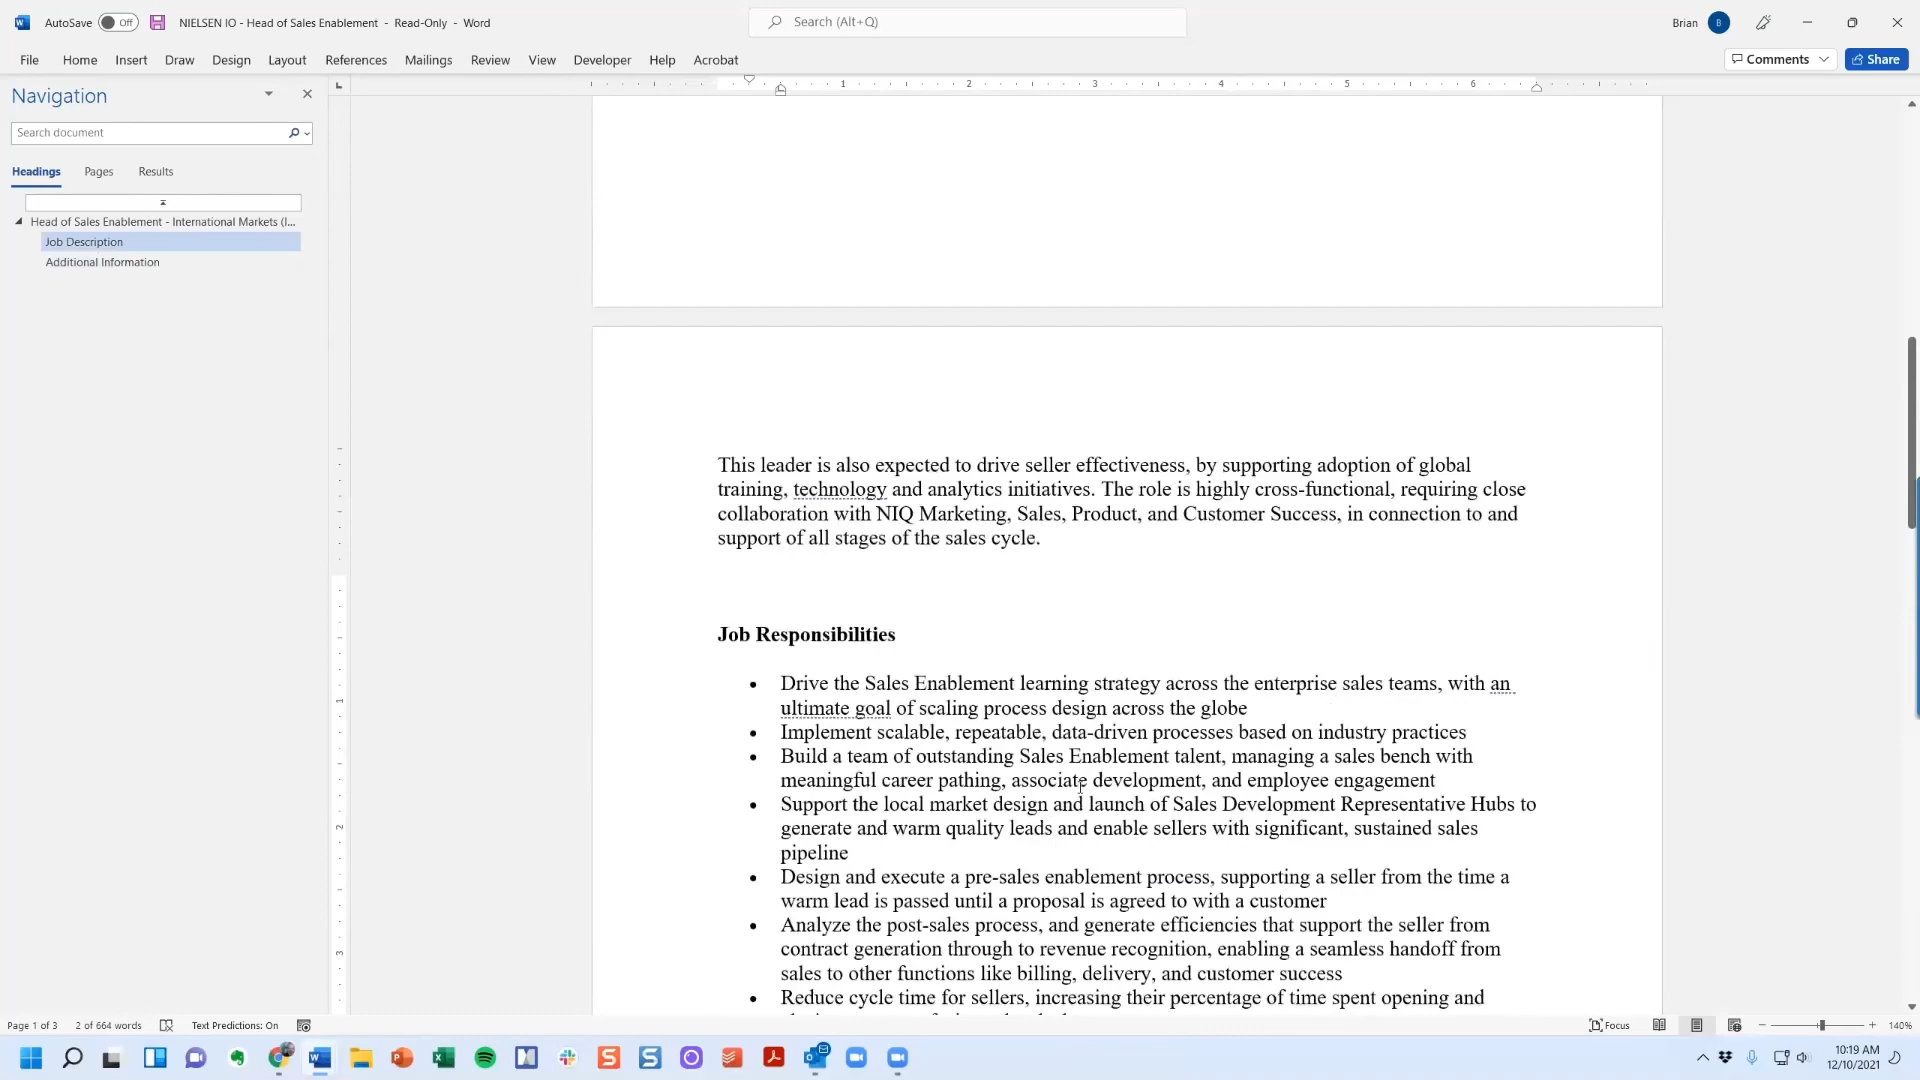 AutoSave Off NIELSEN IO - Head of Sales Enablement - Read-Only - Word Search (Alt+Q) Brian B
File Home Insert Draw Design Layout References Mailings Review View Developer Help Acrobat Comments Share
Navigation
Search document
Headings Pages Results
Head of Sales Enablement - International Markets (I...
Job Description
Additional Information
1 2 3 4 5 6
This leader is also expected to drive seller effectiveness, by supporting adoption of global
training, technology and analytics initiatives. The role is highly cross-functional, requiring close
collaboration with NIQ Marketing, Sales, Product, and Customer Success, in connection to and
support of all stages of the sales cycle.
Job Responsibilities
• Drive the Sales Enablement learning strategy across the enterprise sales teams, with an
ultimate goal of scaling process design across the globe
• Implement scalable, repeatable, data-driven processes based on industry practices
• Build a team of outstanding Sales Enablement talent, managing a sales bench with
meaningful career pathing, associate development, and employee engagement
• Support the local market design and launch of Sales Development Representative Hubs to
generate and warm quality leads and enable sellers with significant, sustained sales
pipeline
• Design and execute a pre-sales enablement process, supporting a seller from the time a
warm lead is passed until a proposal is agreed to with a customer
• Analyze the post-sales process, and generate efficiencies that support the seller from
contract generation through to revenue recognition, enabling a seamless handoff from
sales to other functions like billing, delivery, and customer success
• Reduce cycle time for sellers, increasing their percentage of time spent opening and
1
2
3
Page 1 of 3 2 of 664 words Text Predictions: On Focus 140%
10:19 AM
12/10/2021